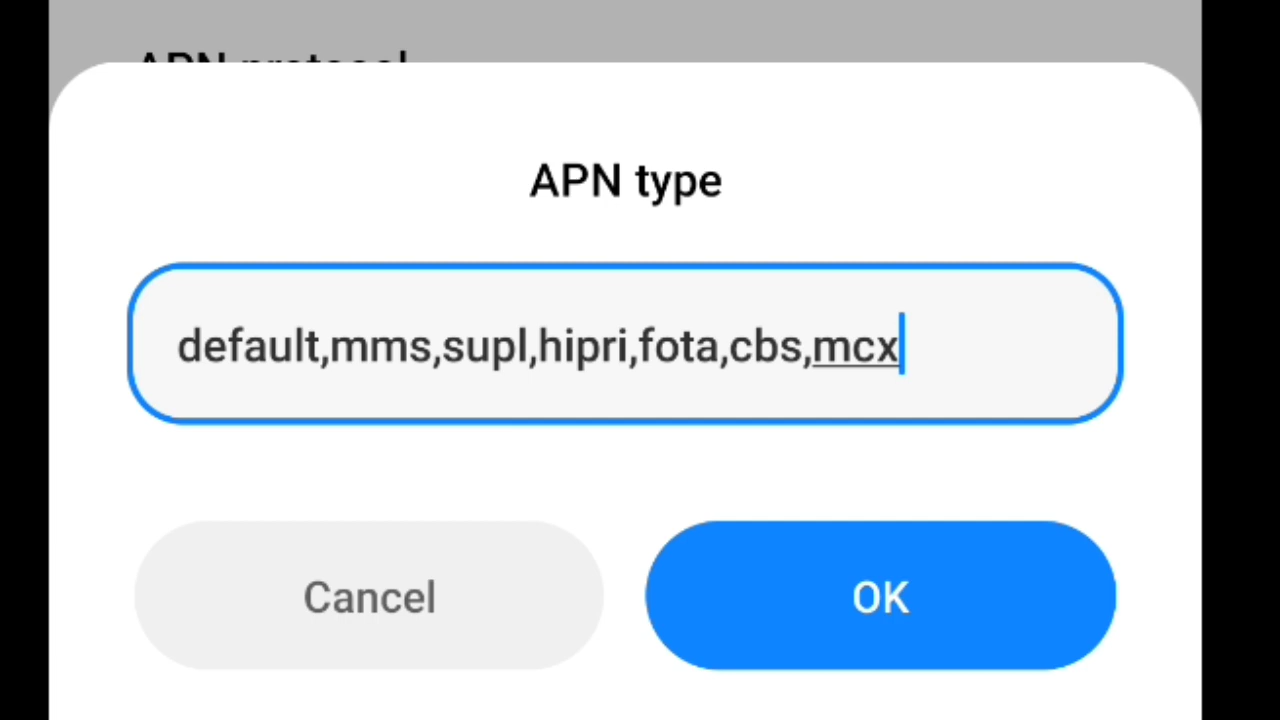 APN protocol
APN type
default,mms,supl,hipri,fota,cbs,mcx
Cancel
OK